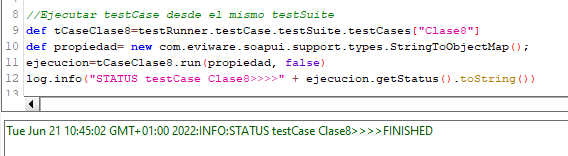 8 //Ejecutar testCase desde el mismo testSuite
9 def tCaseClase8=testRunner.testCase.testSuite.testCases["Clase8"]
10 def propiedad= new com.eviware.soapui.support.types.StringToObjectMap();
11 ejecucion=tCaseClase8.run(propiedad, false)
12 log.info("STATUS testCase Clase8>>>>" + ejecucion.getStatus().toString())
13
Tue Jun 21 10:45:02 GMT+01:00 2022:INFO:STATUS testCase Clase8>>>>FINISHED